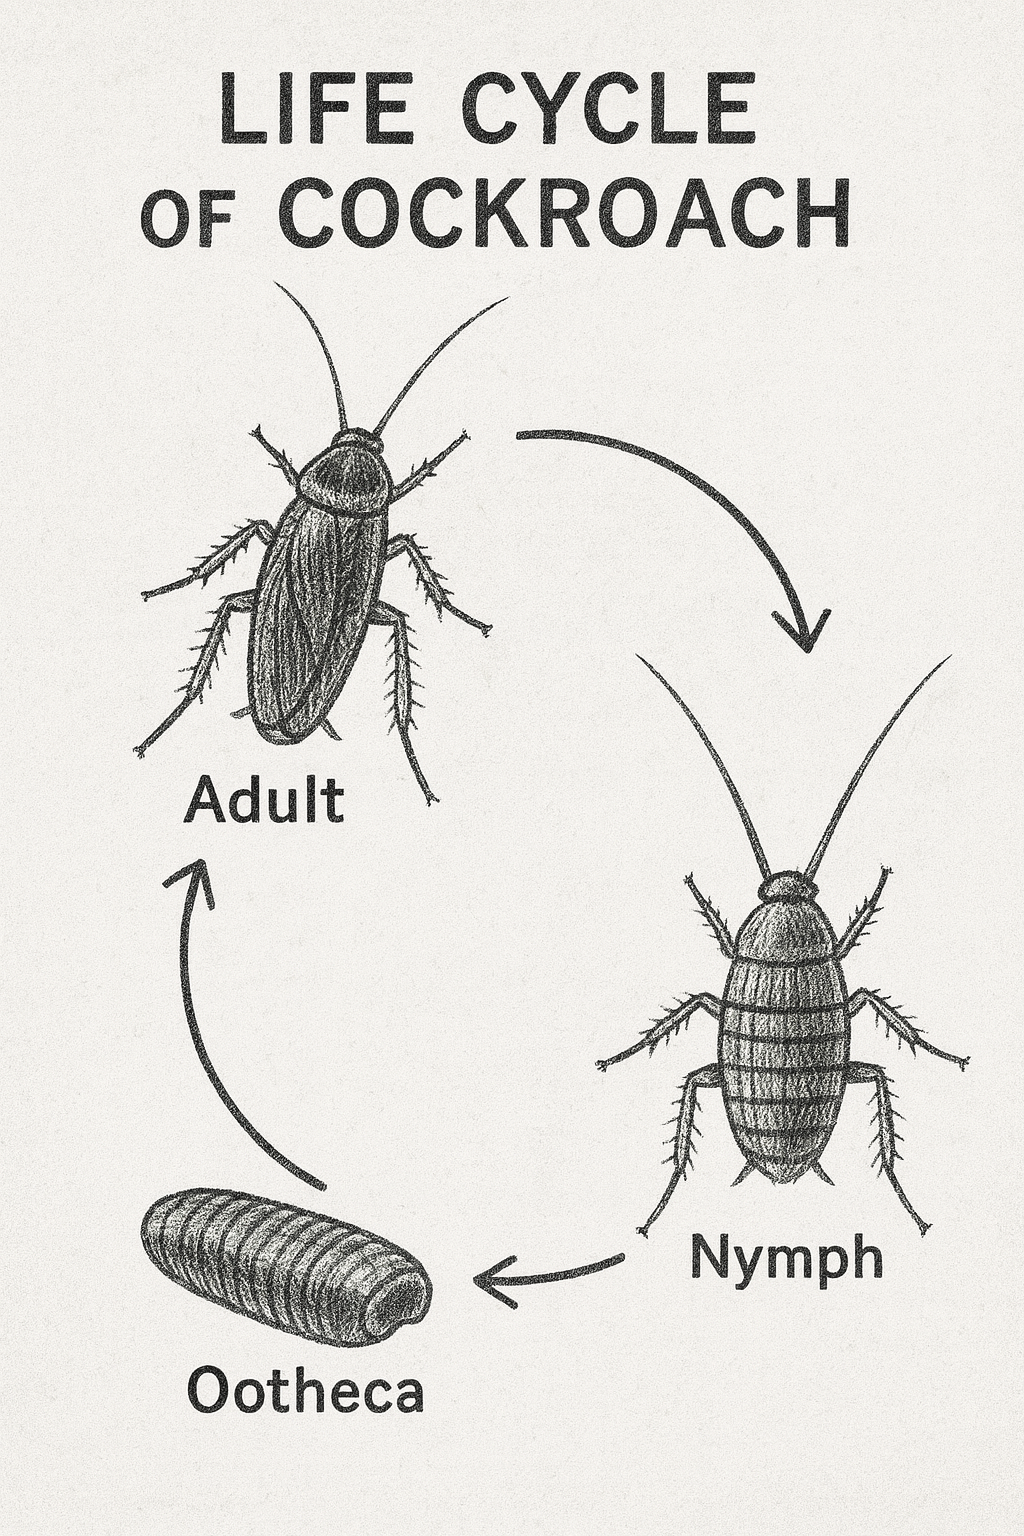 LIFE CYCLE
OF COCKROACH
Adult
Nymph
Ootheca